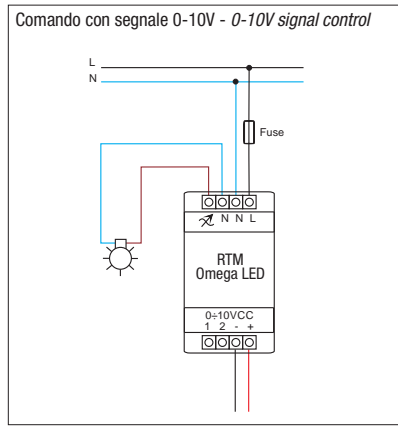 Comando con segnale 0-10V - 0-10V signal control
L
N
Fuse
N N L
RTM
Omega LED
0÷10VCC
1 2 - +